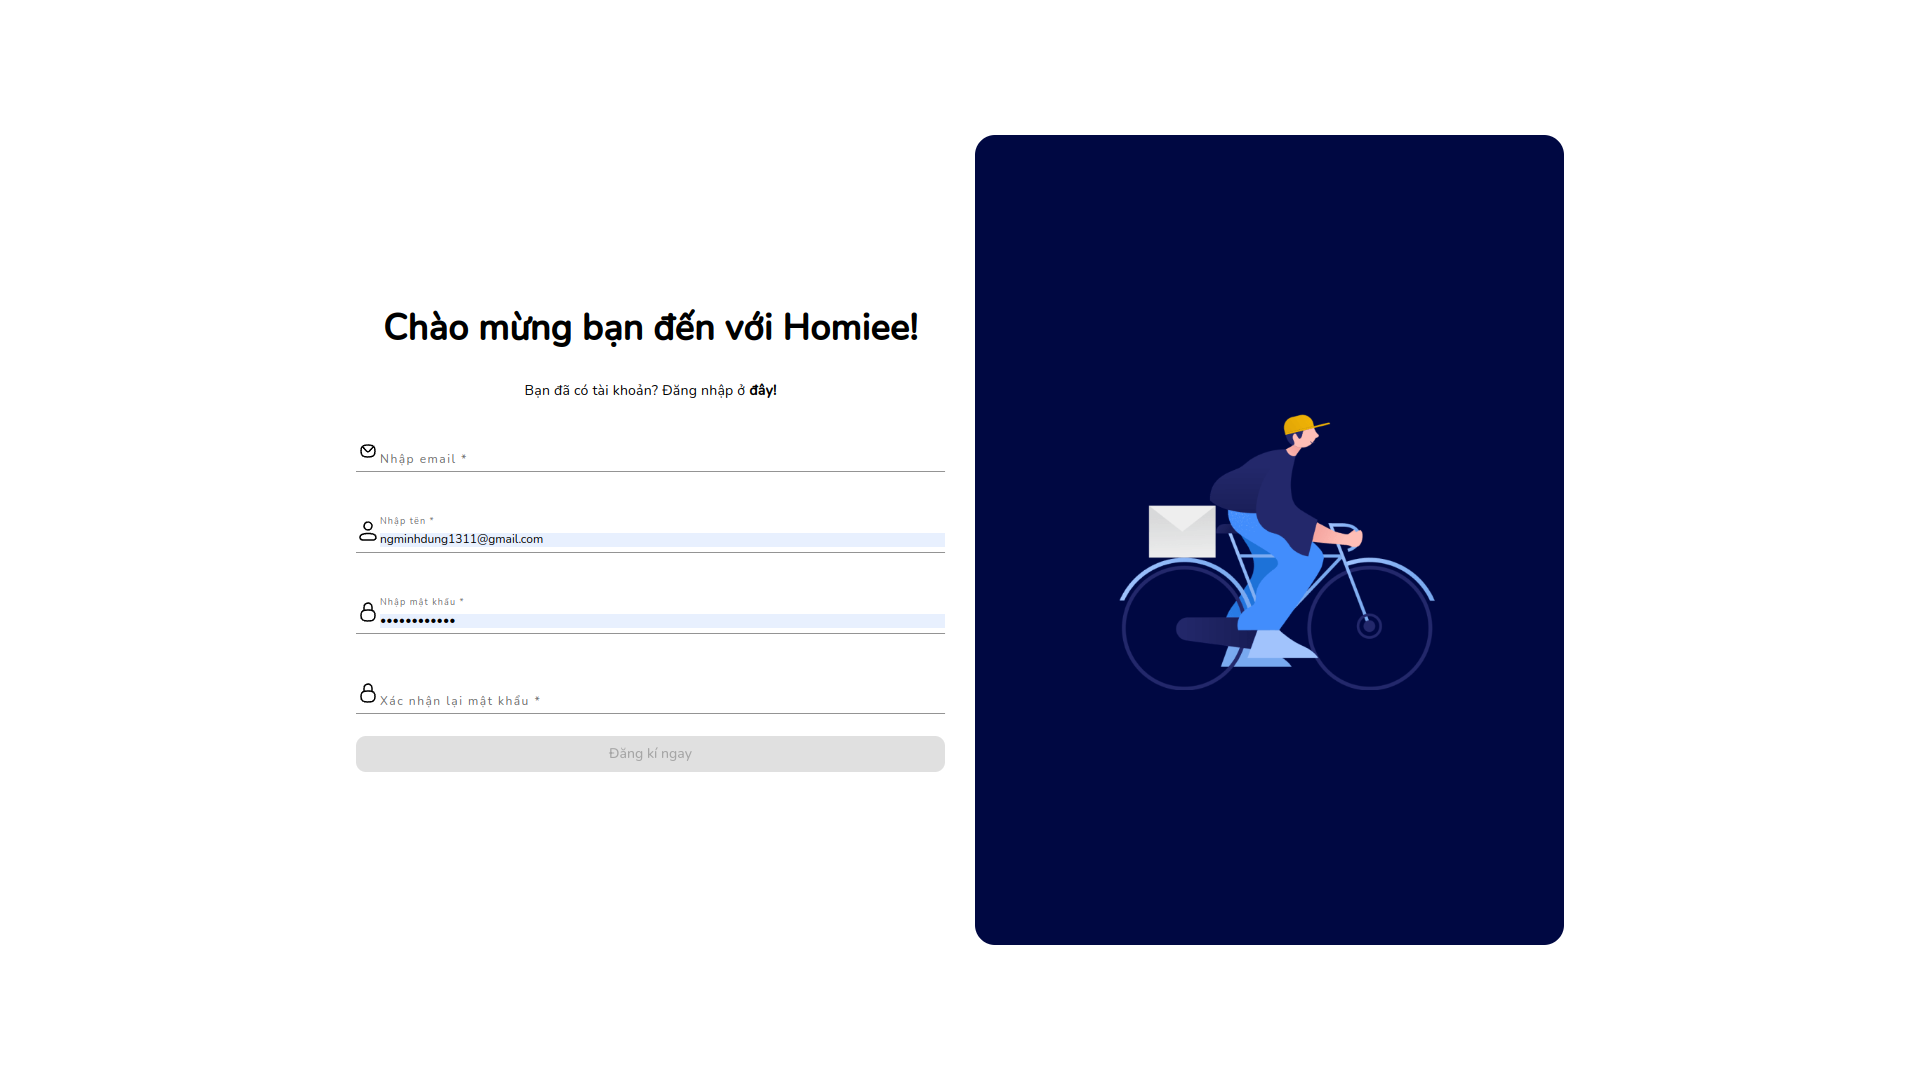 Chào mừng bạn đến với Homiee!
Bạn đã có tài khoản? Đăng nhập ở đây!
Nhập email *
Nhập tên *
ngminhdung1311@gmail.com
Nhập mật khẩu *
••••••••••••
Xác nhận lại mật khẩu *
Đăng kí ngay